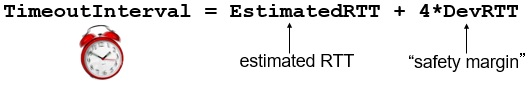 TimeoutInterval = EstimatedRTT + 4*DevRTT
estimated RTT
“safety margin”